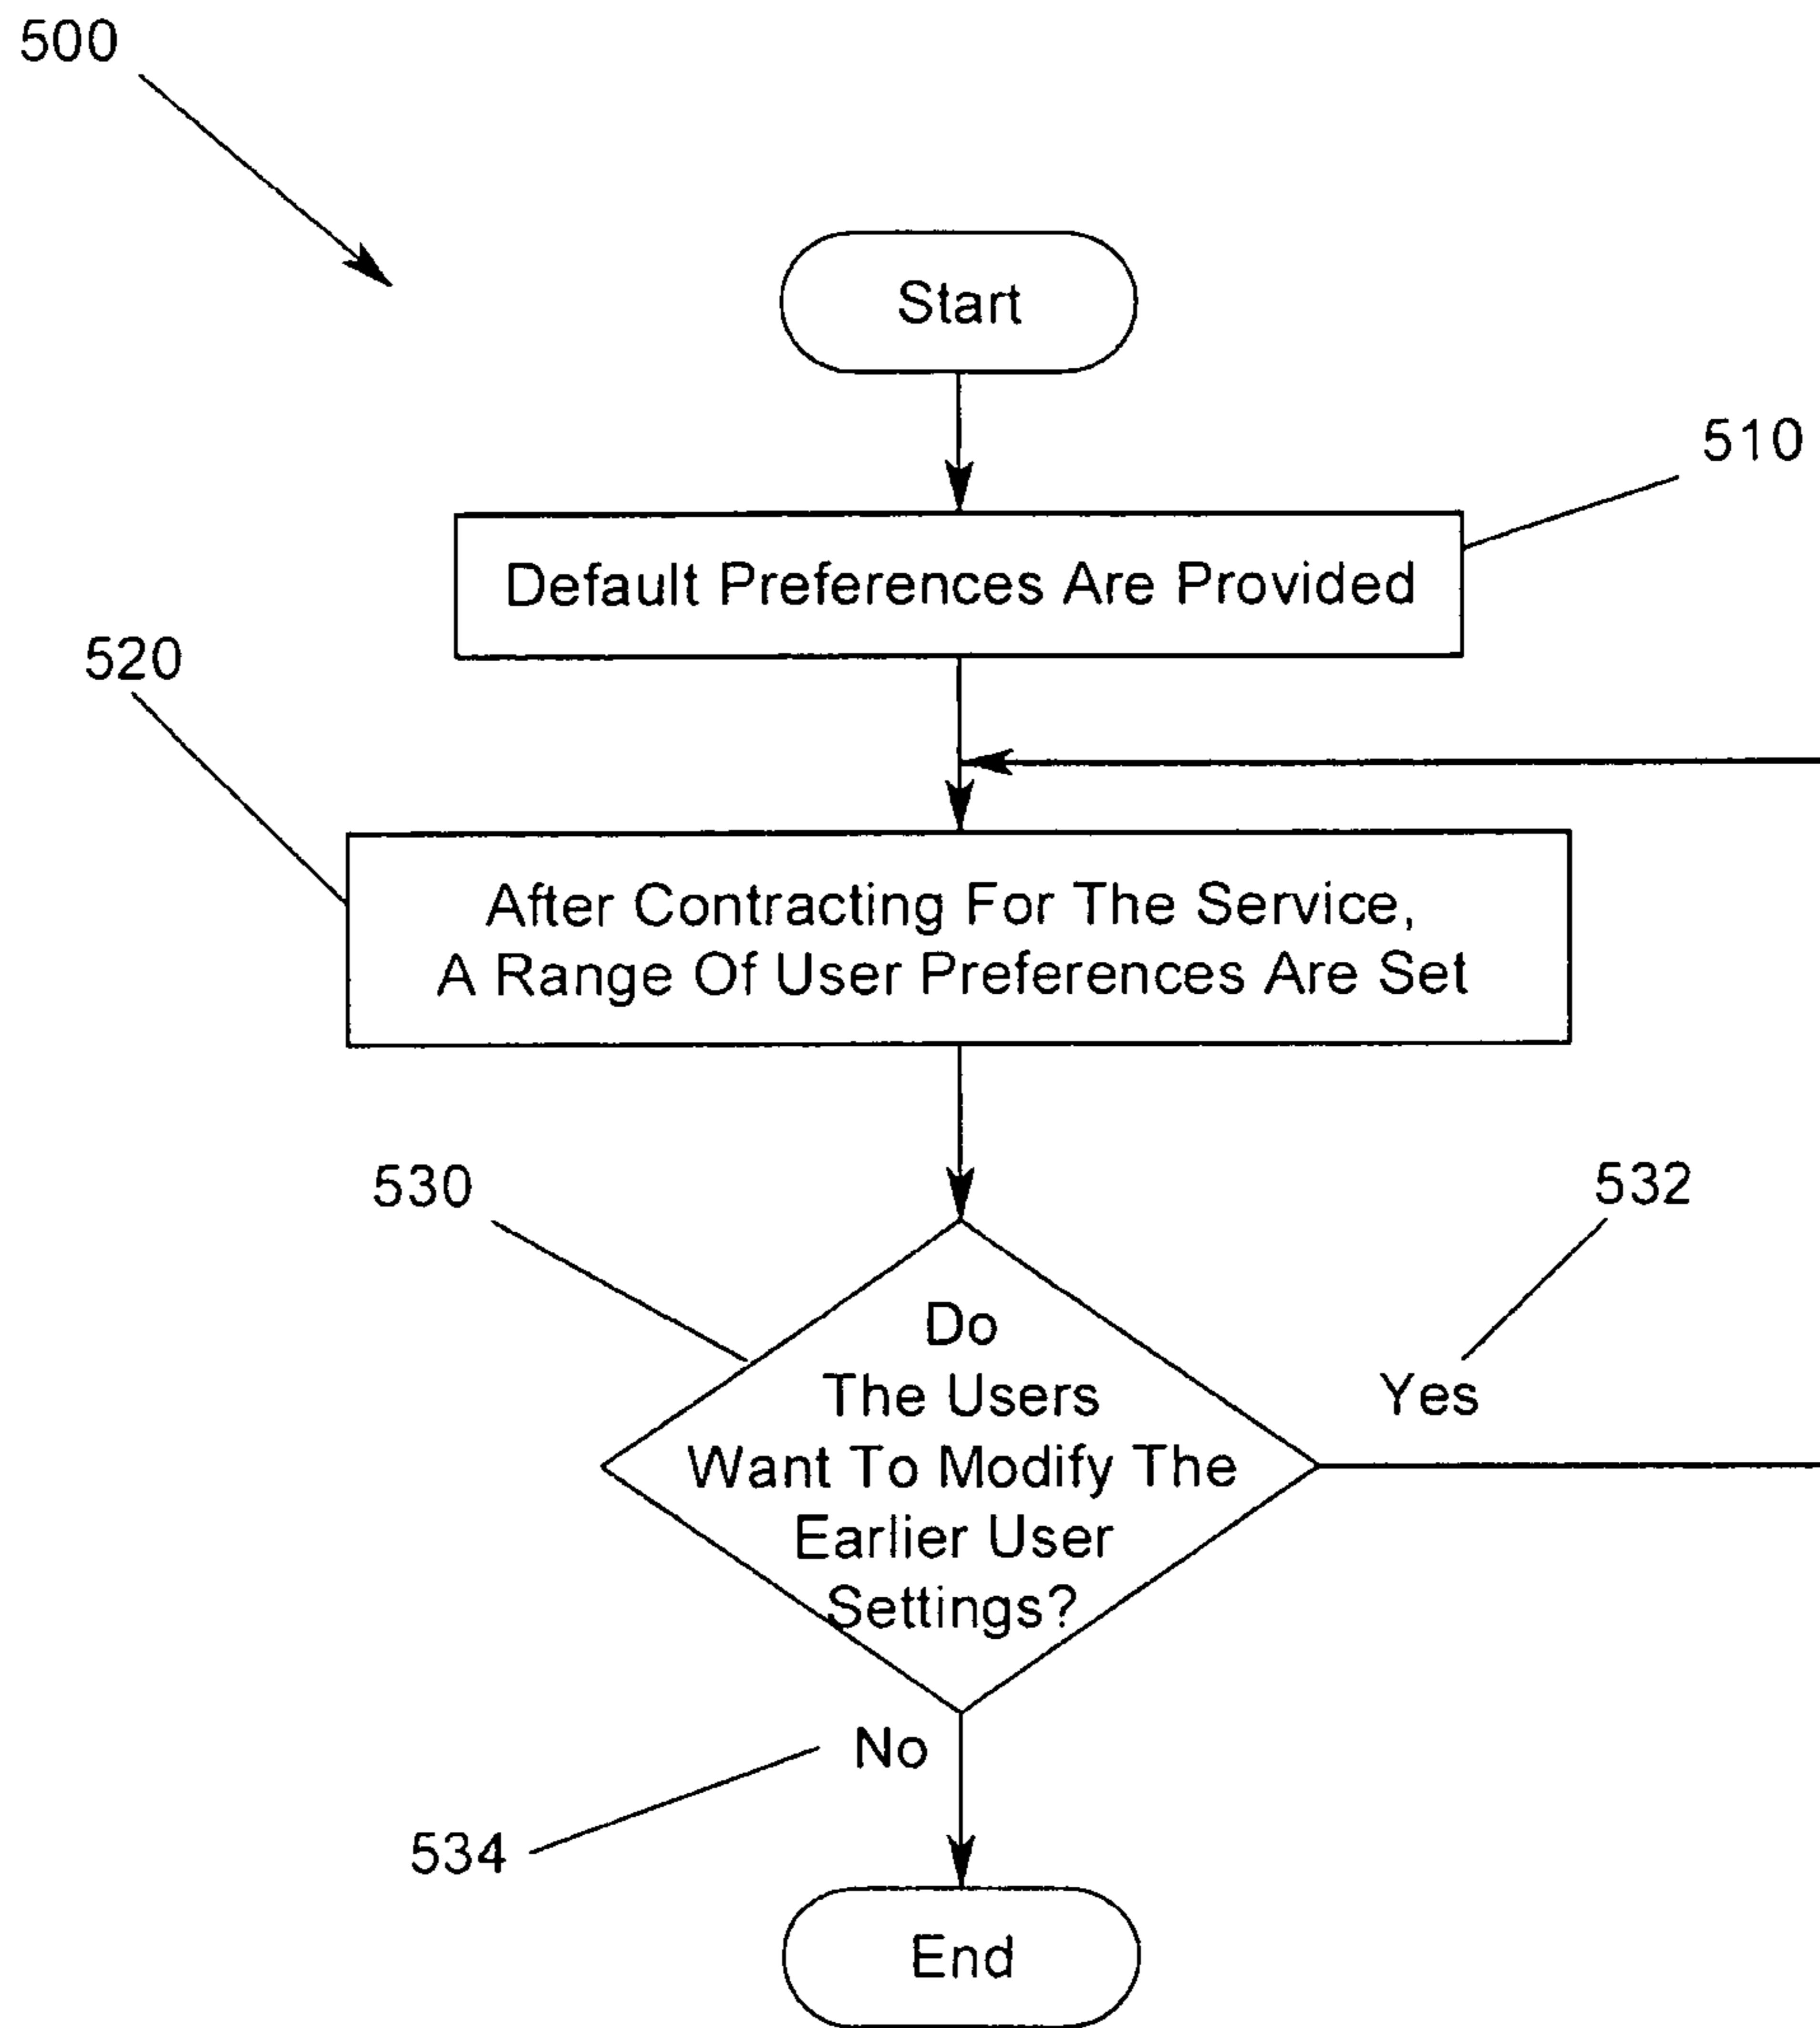 500
Start
510
Default Preferences Are Provided
520
After Contracting For The Service,
A Range Of User Preferences Are Set
530
532
Do
The Users
Want To Modify The
Earlier User
Settings?
Yes
No
534
End